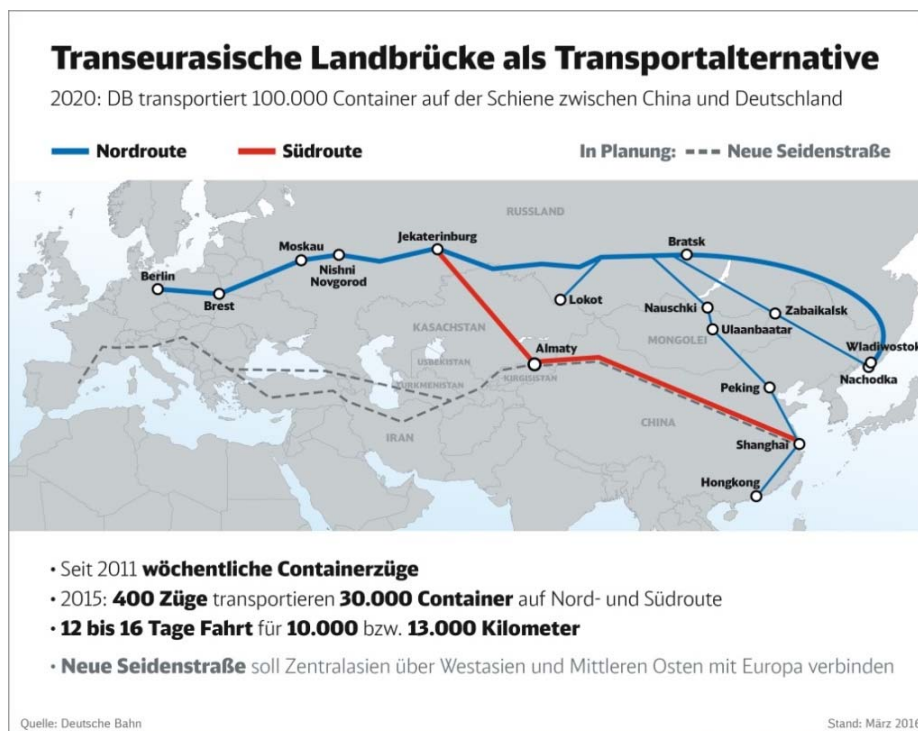 Transeurasische Landbrücke als Transportalternative
2020: DB transportiert 100.000 Container auf der Schiene zwischen China und Deutschland
Nordroute
Südroute
In Planung:
Neue Seidenstraße
RUSSLAND
Jekaterinburg
Bratsk
Moskau
Nishni
Novgorod
Berlin
Brest
Lokot
Nauschki
Zabaikalsk
Ulaanbaatar
KASACHSTAN
MONGOLEI
Wladiwostok
Almaty
USBEKISTAN
Nachodka
TURKMENISTAN
KIRGISISTAN
Peking
CHINA
IRAN
Shanghai
Hongkong
• Seit 2011 wöchentliche Containerzüge
• 2015: 400 Züge transportieren 30.000 Container auf Nord- und Südroute
• 12 bis 16 Tage Fahrt für 10.000 bzw. 13.000 Kilometer
• Neue Seidenstraße soll Zentralasien über Westasien und Mittleren Osten mit Europa verbinden
Quelle: Deutsche Bahn
Stand: März 2016